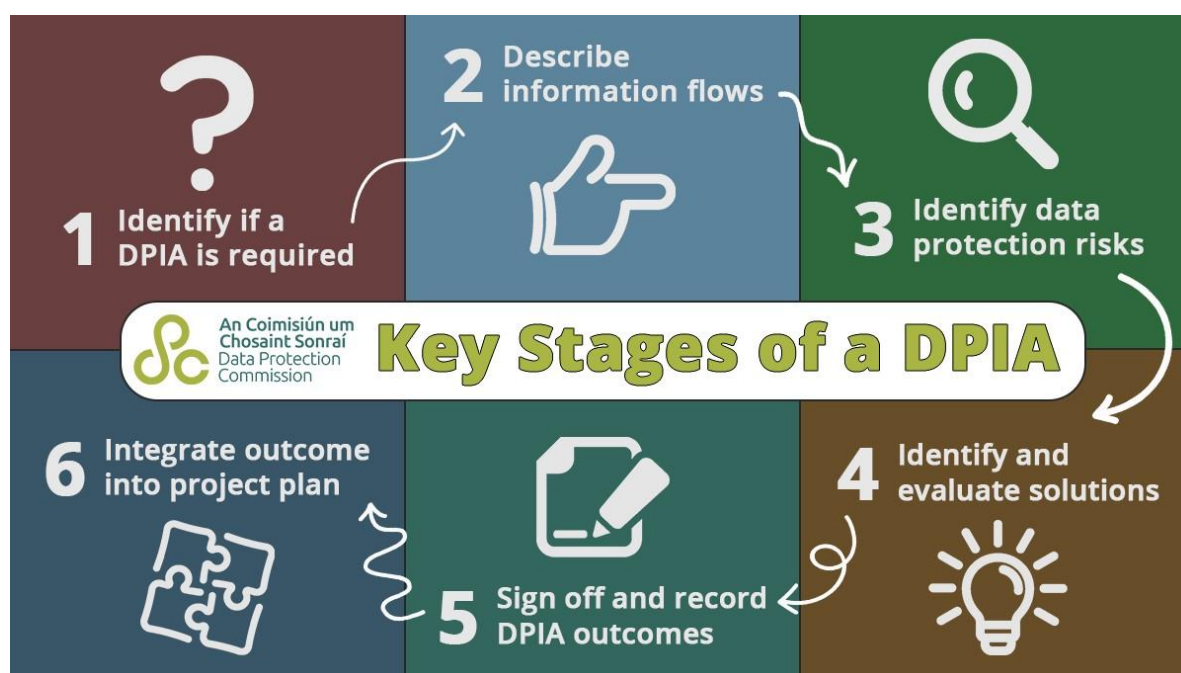 1
Identify if a
DPIA is required
2
Describe
information flows
3
Identify data
protection risks
An Coimisiún um
Chosaint Sonraí
Data Protection
Commission
Key Stages of a DPIA
4
Identify and
evaluate solutions
5
Sign off and record
DPIA outcomes
6
Integrate outcome
into project plan